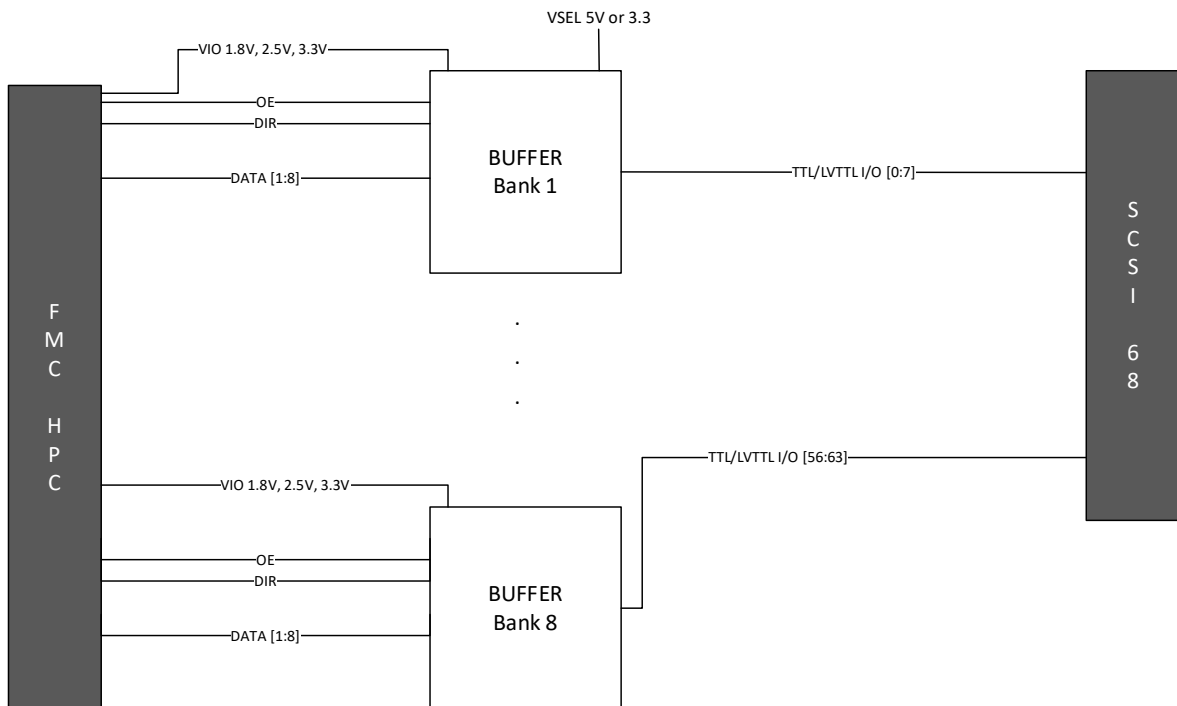 VSEL 5V or 3.3
VIO 1.8V, 2.5V, 3.3V
OE
DIR
DATA [1:8]
BUFFER
Bank 1
TTL/LVTTL I/O [0:7]
F
M
C
H
P
C
S
C
S
I
6
8
.
.
.
TTL/LVTTL I/O [56:63]
VIO 1.8V, 2.5V, 3.3V
OE
DIR
DATA [1:8]
BUFFER
Bank 8